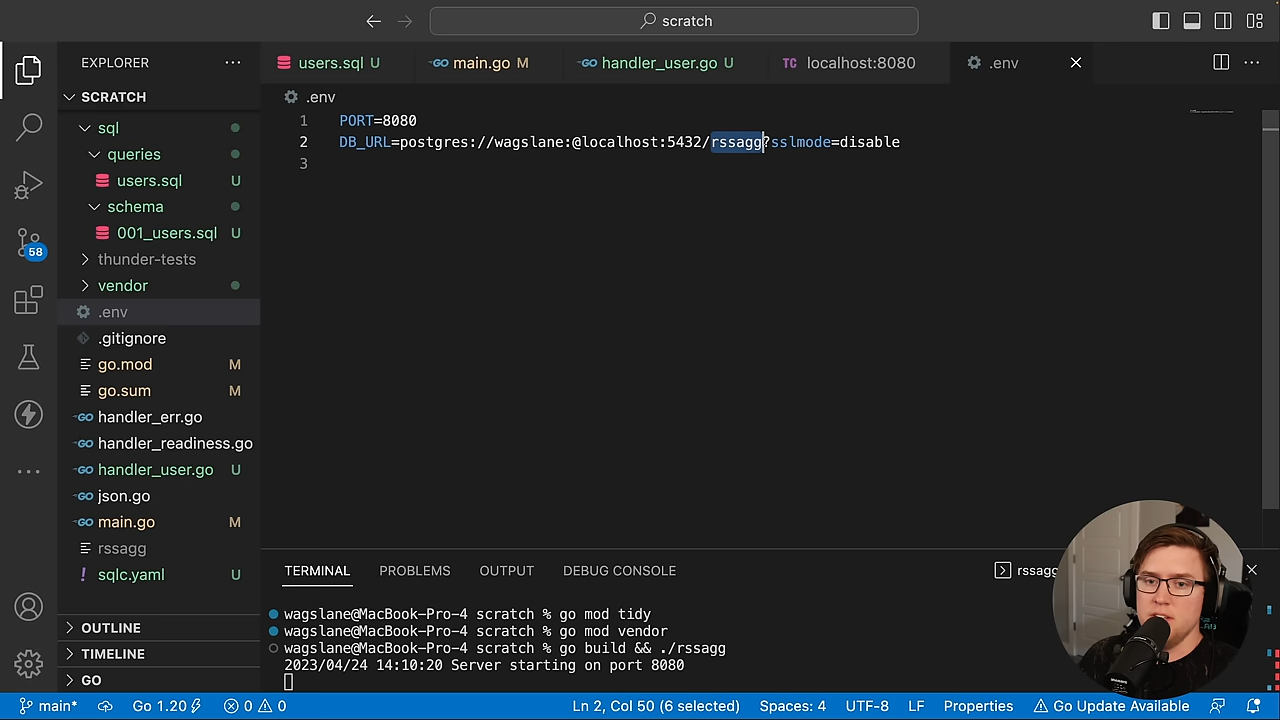 scratch
EXPLORER
users.sql U
main.go M
handler_user.go U
TC localhost:8080
.env
SCRATCH
.env
sql
queries
users.sql U
schema
001_users.sql U
thunder-tests
vendor
.env
.gitignore
go.mod M
go.sum M
handler_err.go
handler_readiness.go
handler_user.go U
json.go
main.go M
rssagg
! sqlc.yaml U
OUTLINE
TIMELINE
GO
58
1 PORT=8080
2 DB_URL=postgres://wagslane:@localhost:5432/rssagg?sslmode=disable
3
TERMINAL PROBLEMS OUTPUT DEBUG CONSOLE
rssagg
wagslane@MacBook-Pro-4 scratch % go mod tidy
wagslane@MacBook-Pro-4 scratch % go mod vendor
wagslane@MacBook-Pro-4 scratch % go build && ./rssagg
2023/04/24 14:10:20 Server starting on port 8080
main* Go 1.20 0 0 Ln 2, Col 50 (6 selected) Spaces: 4 UTF-8 LF Properties Go Update Available